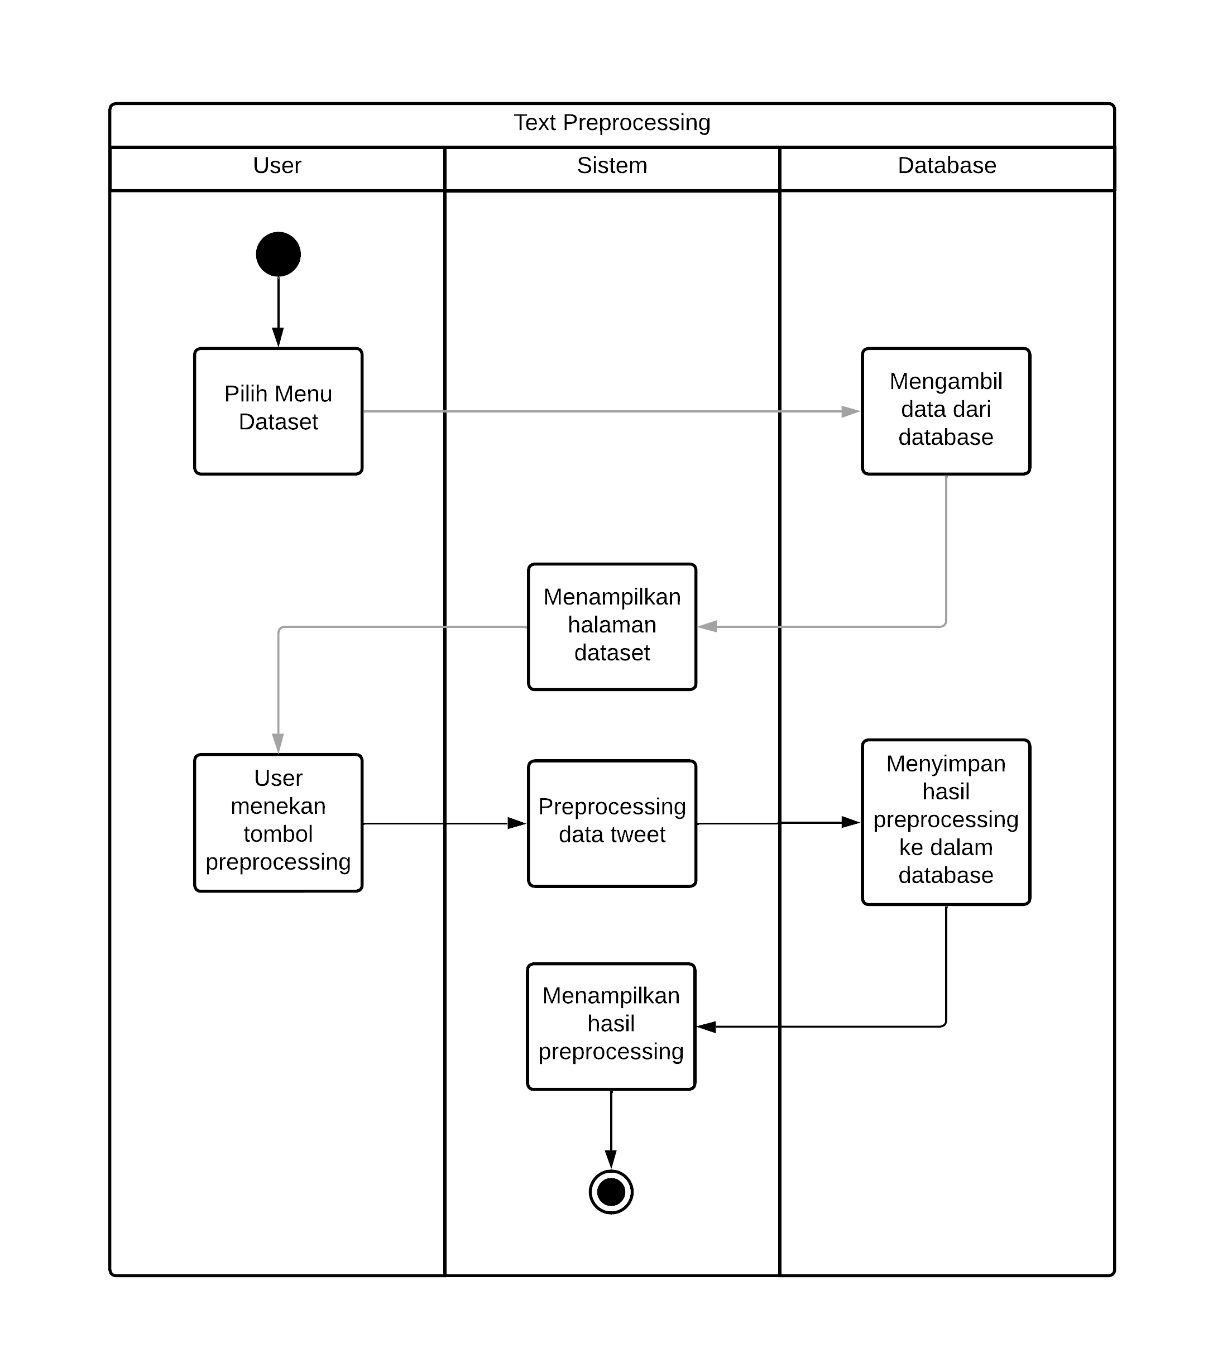 Text Preprocessing
User
Sistem
Database
Pilih Menu
Dataset
Mengambil
data dari
database
Menampilkan
halaman
dataset
User
menekan
tombol
preprocessing
Preprocessing
data tweet
Menyimpan
hasil
preprocessing
ke dalam
database
Menampilkan
hasil
preprocessing